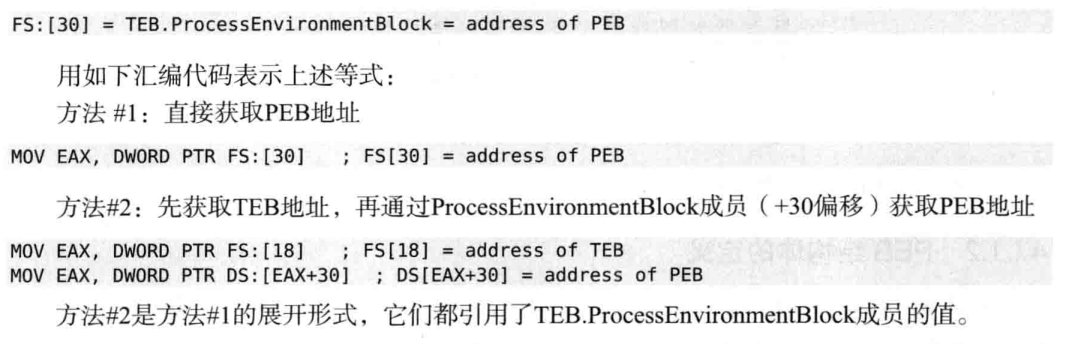 FS:[30] = TEB.ProcessEnvironmentBlock = address of PEB
用如下汇编代码表示上述等式：
方法 #1：直接获取PEB地址
MOV EAX, DWORD PTR FS:[30]   ; FS[30] = address of PEB
方法#2：先获取TEB地址，再通过ProcessEnvironmentBlock成员（+30偏移）获取PEB地址
MOV EAX, DWORD PTR FS:[18]   ; FS[18] = address of TEB
MOV EAX, DWORD PTR DS:[EAX+30]   ; DS[EAX+30] = address of PEB
方法#2是方法#1的展开形式，它们都引用了TEB.ProcessEnvironmentBlock成员的值。